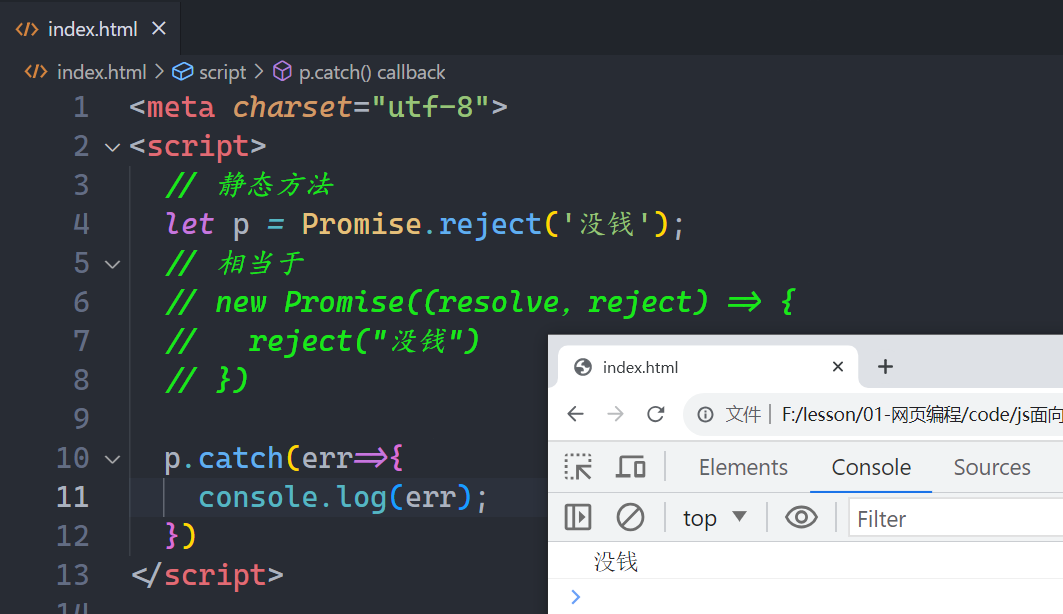 index.html
index.html > script > p.catch() callback
1 <meta charset="utf-8">
2 <script>
3 // 静态方法
4 let p = Promise.reject('没钱');
5 // 相当于
6 // new Promise((resolve, reject) => {
7 //   reject("没钱")
8 // })
9
10 p.catch(err=>{
11   console.log(err);
12 })
13 </script>
14
index.html
文件 | F:/lesson/01-网页编程/code/js面向
Elements Console Sources
top Filter
没钱